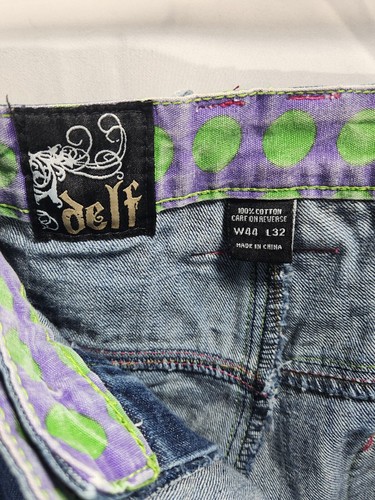 delf
100% COTTON
CARE ON REVERSE
W44 L32
MADE IN CHINA